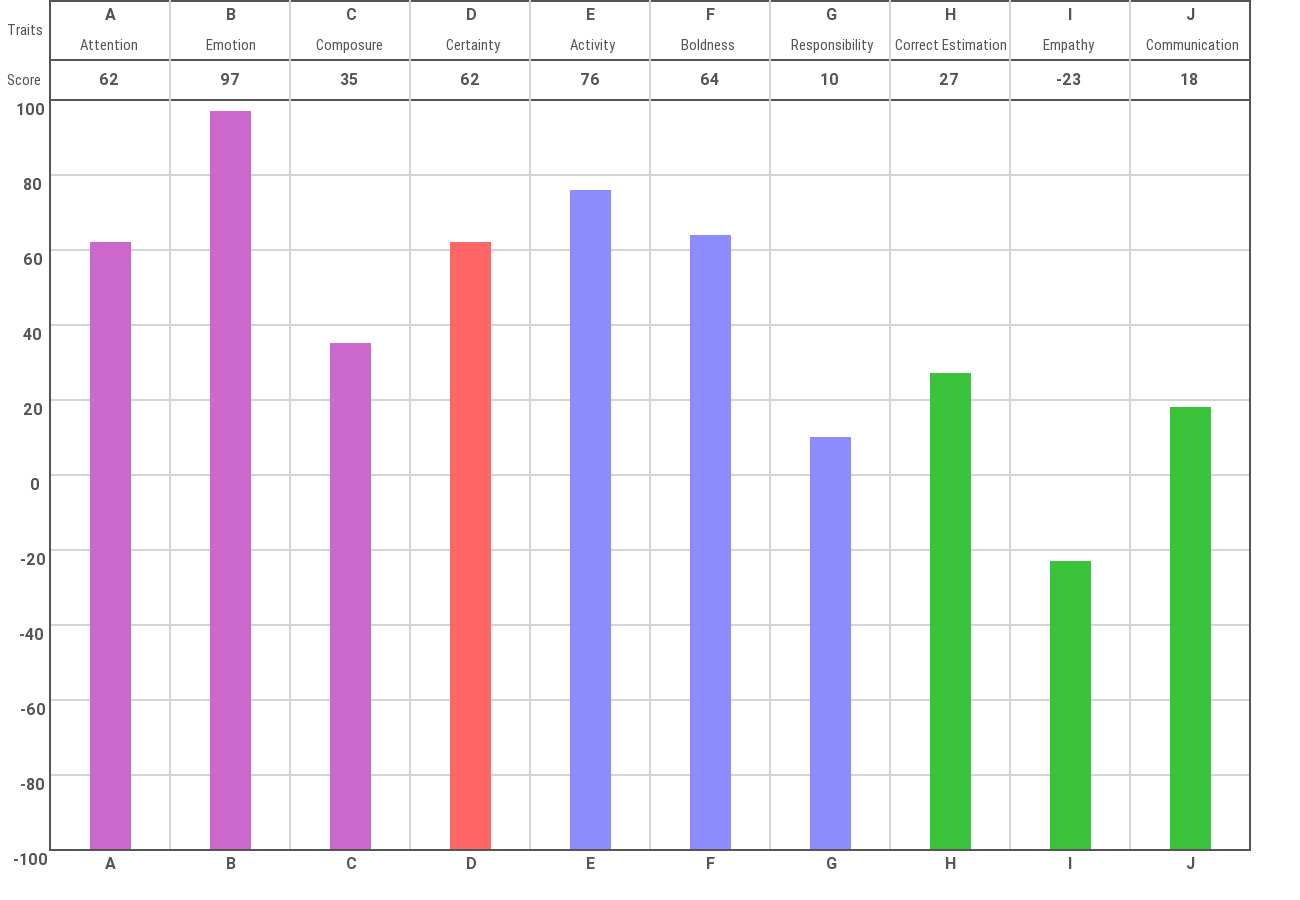 Traits A B C D E F G H I J
Attention Emotion Composure Certainty Activity Boldness Responsibility Correct Estimation Empathy Communication
Score 62 97 35 62 76 64 10 27 -23 18
100
80
60
40
20
0
-20
-40
-60
-80
-100
A B C D E F G H I J